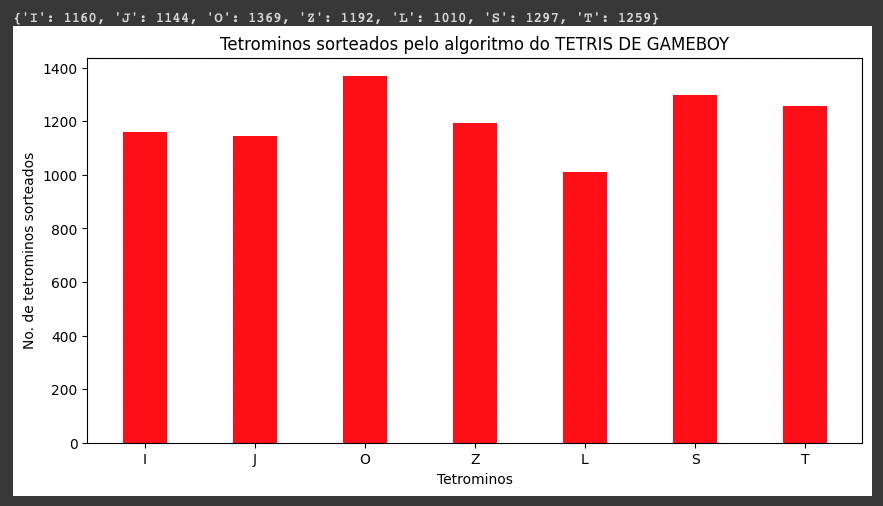 {'I': 1160, 'J': 1144, 'O': 1369, 'Z': 1192, 'L': 1010, 'S': 1297, 'T': 1259}
Tetrominos sorteados pelo algoritmo do TETRIS DE GAMEBOY
No. de tetrominos sorteados
1400
1200
1000
800
600
400
200
0
I J O Z L S T
Tetrominos